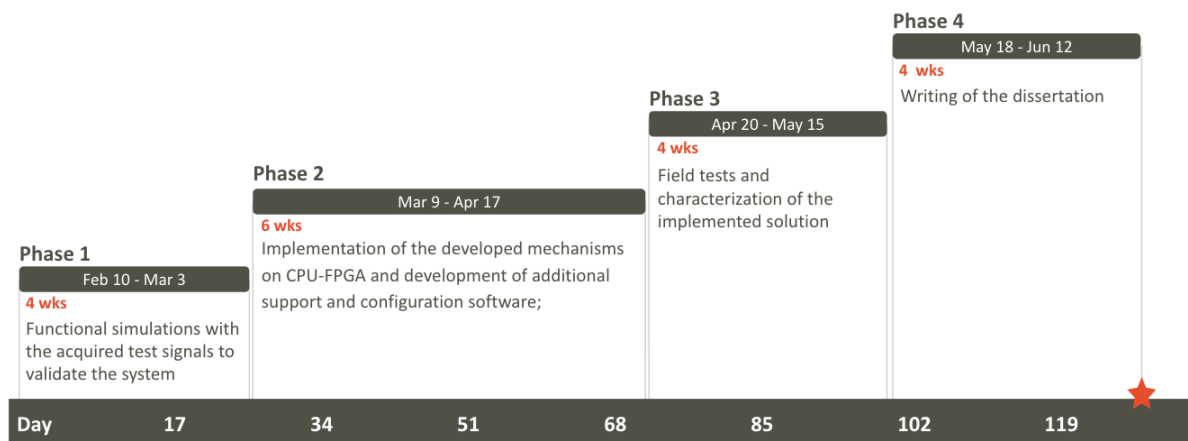 Phase 1
Feb 10 - Mar 3
4 wks
Functional simulations with
the acquired test signals to
validate the system
Phase 2
Mar 9 - Apr 17
6 wks
Implementation of the developed mechanisms
on CPU-FPGA and development of additional
support and configuration software;
Phase 3
Apr 20 - May 15
4 wks
Field tests and
characterization of the
implemented solution
Phase 4
May 18 - Jun 12
4 wks
Writing of the dissertation
Day 17 34 51 68 85 102 119